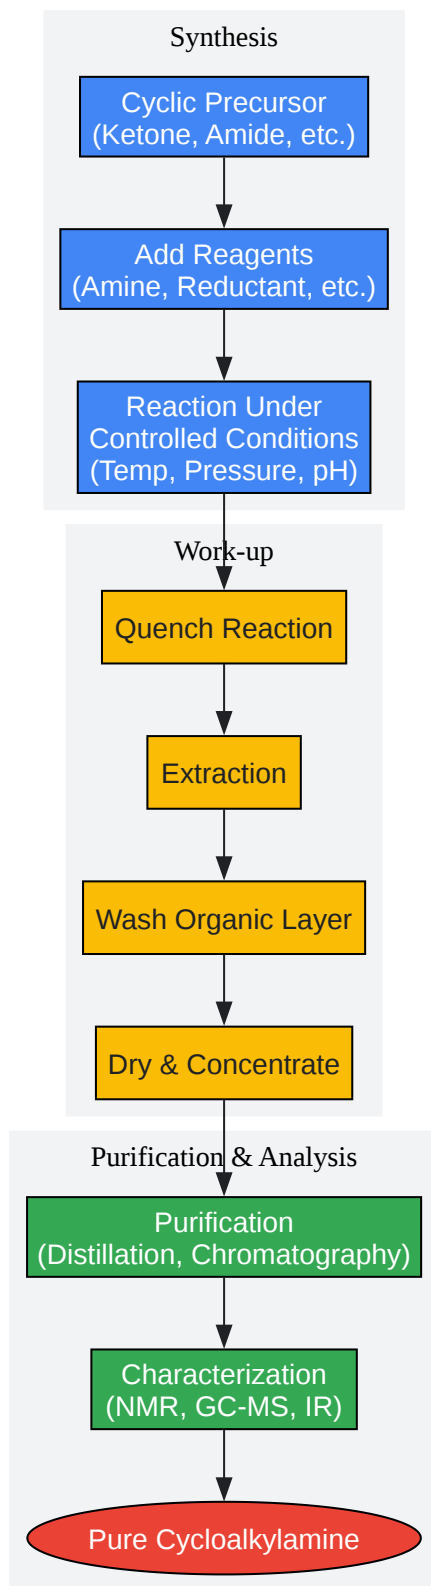 Synthesis
Cyclic Precursor
(Ketone, Amide, etc.)
Add Reagents
(Amine, Reductant, etc.)
Reaction Under
Controlled Conditions
(Temp, Pressure, pH)
Work-up
Quench Reaction
Extraction
Wash Organic Layer
Dry & Concentrate
Purification & Analysis
Purification
(Distillation, Chromatography)
Characterization
(NMR, GC-MS, IR)
Pure Cycloalkylamine